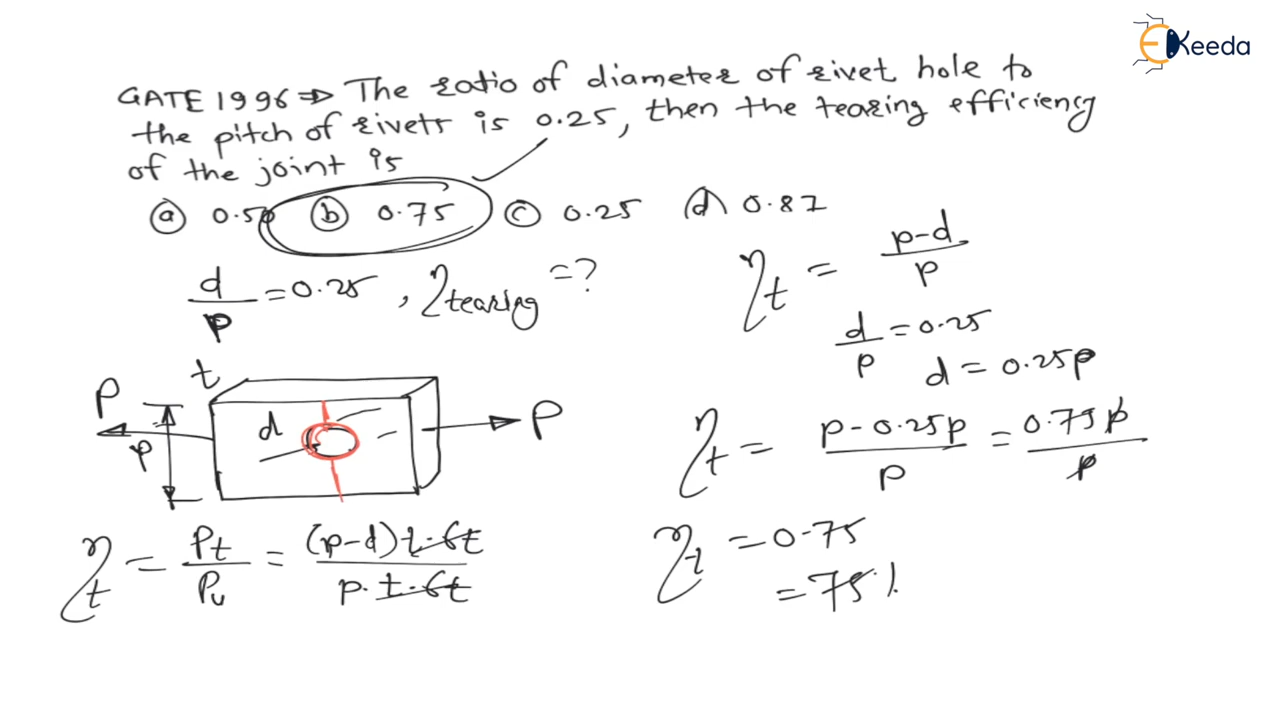 EKeeda
GATE 1996 ⇒ The ratio of diameter of rivet hole to
the pitch of rivets is 0.25, then the tearing efficiency
of the joint is
(a) 0.50 (b) 0.75 (c) 0.25 (d) 0.87
d/p = 0.25, η tearing = ?
ηt = (p-d)/p
d/p = 0.25
d = 0.25p
t
P
d
P
p
ηt = (p-0.25p)/p = 0.75p/p
ηt = Pt/Pu = (p-d)t·σt / p·t·σt
ηt = 0.75
= 75%